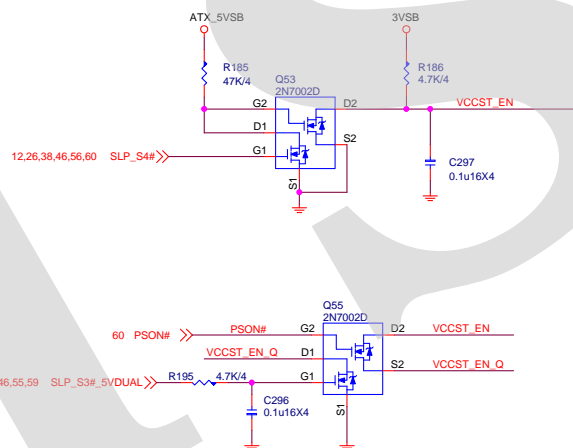 ATX_5VSB
3VSB
R185
47K/4
R186
4.7K/4
Q53
2N7002D
G2
D2
VCCST_EN
D1
S2
12,26,38,46,56,60 SLP_S4#
G1
S1
C297
0.1u16X4
Q55
2N7002D
60 PSON#
PSON#
G2
D2
VCCST_EN
VCCST_EN_Q
D1
S2
VCCST_EN_Q
46,55,59 SLP_S3#_5VDUAL
R195
4.7K/4
G1
S1
C296
0.1u16X4